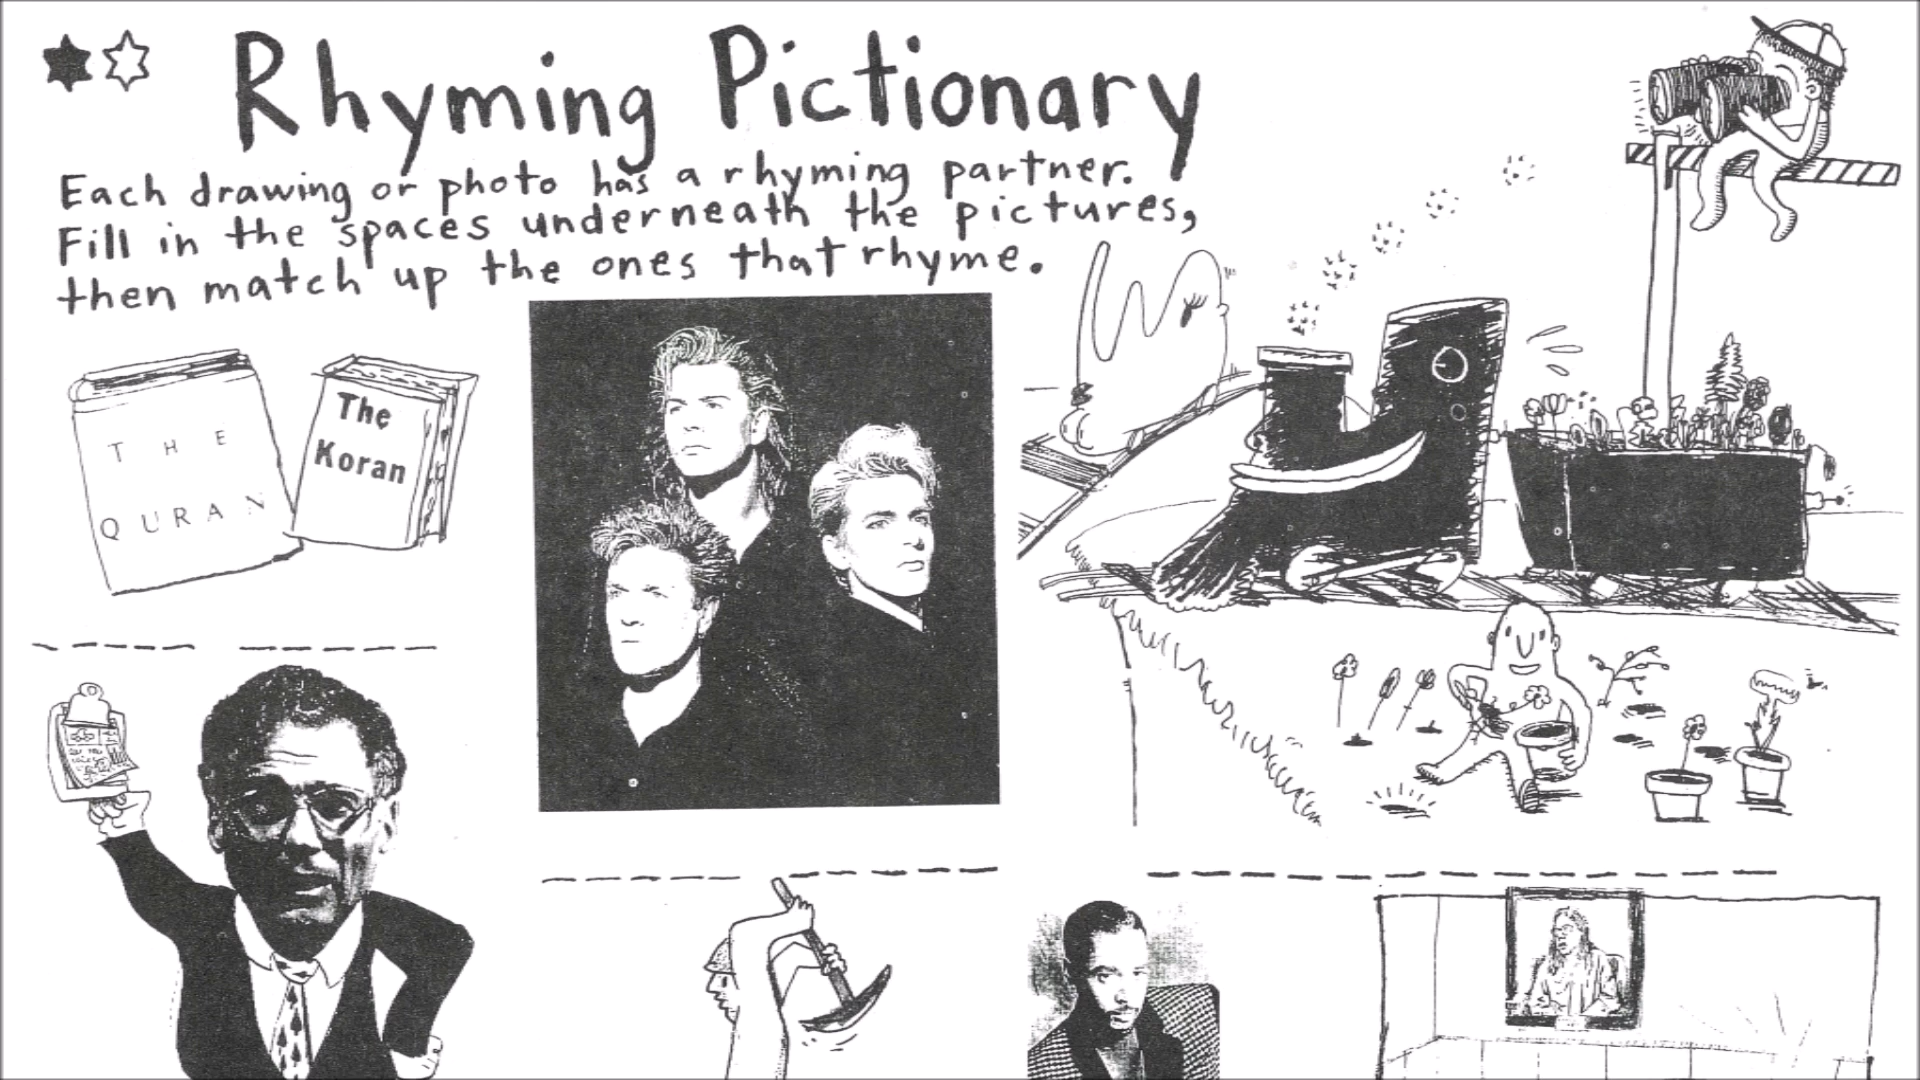 Rhyming Pictionary
Each drawing or photo has a rhyming partner.
Fill in the spaces underneath the pictures,
then match up the ones that rhyme.
THE
QURAN
The
Koran